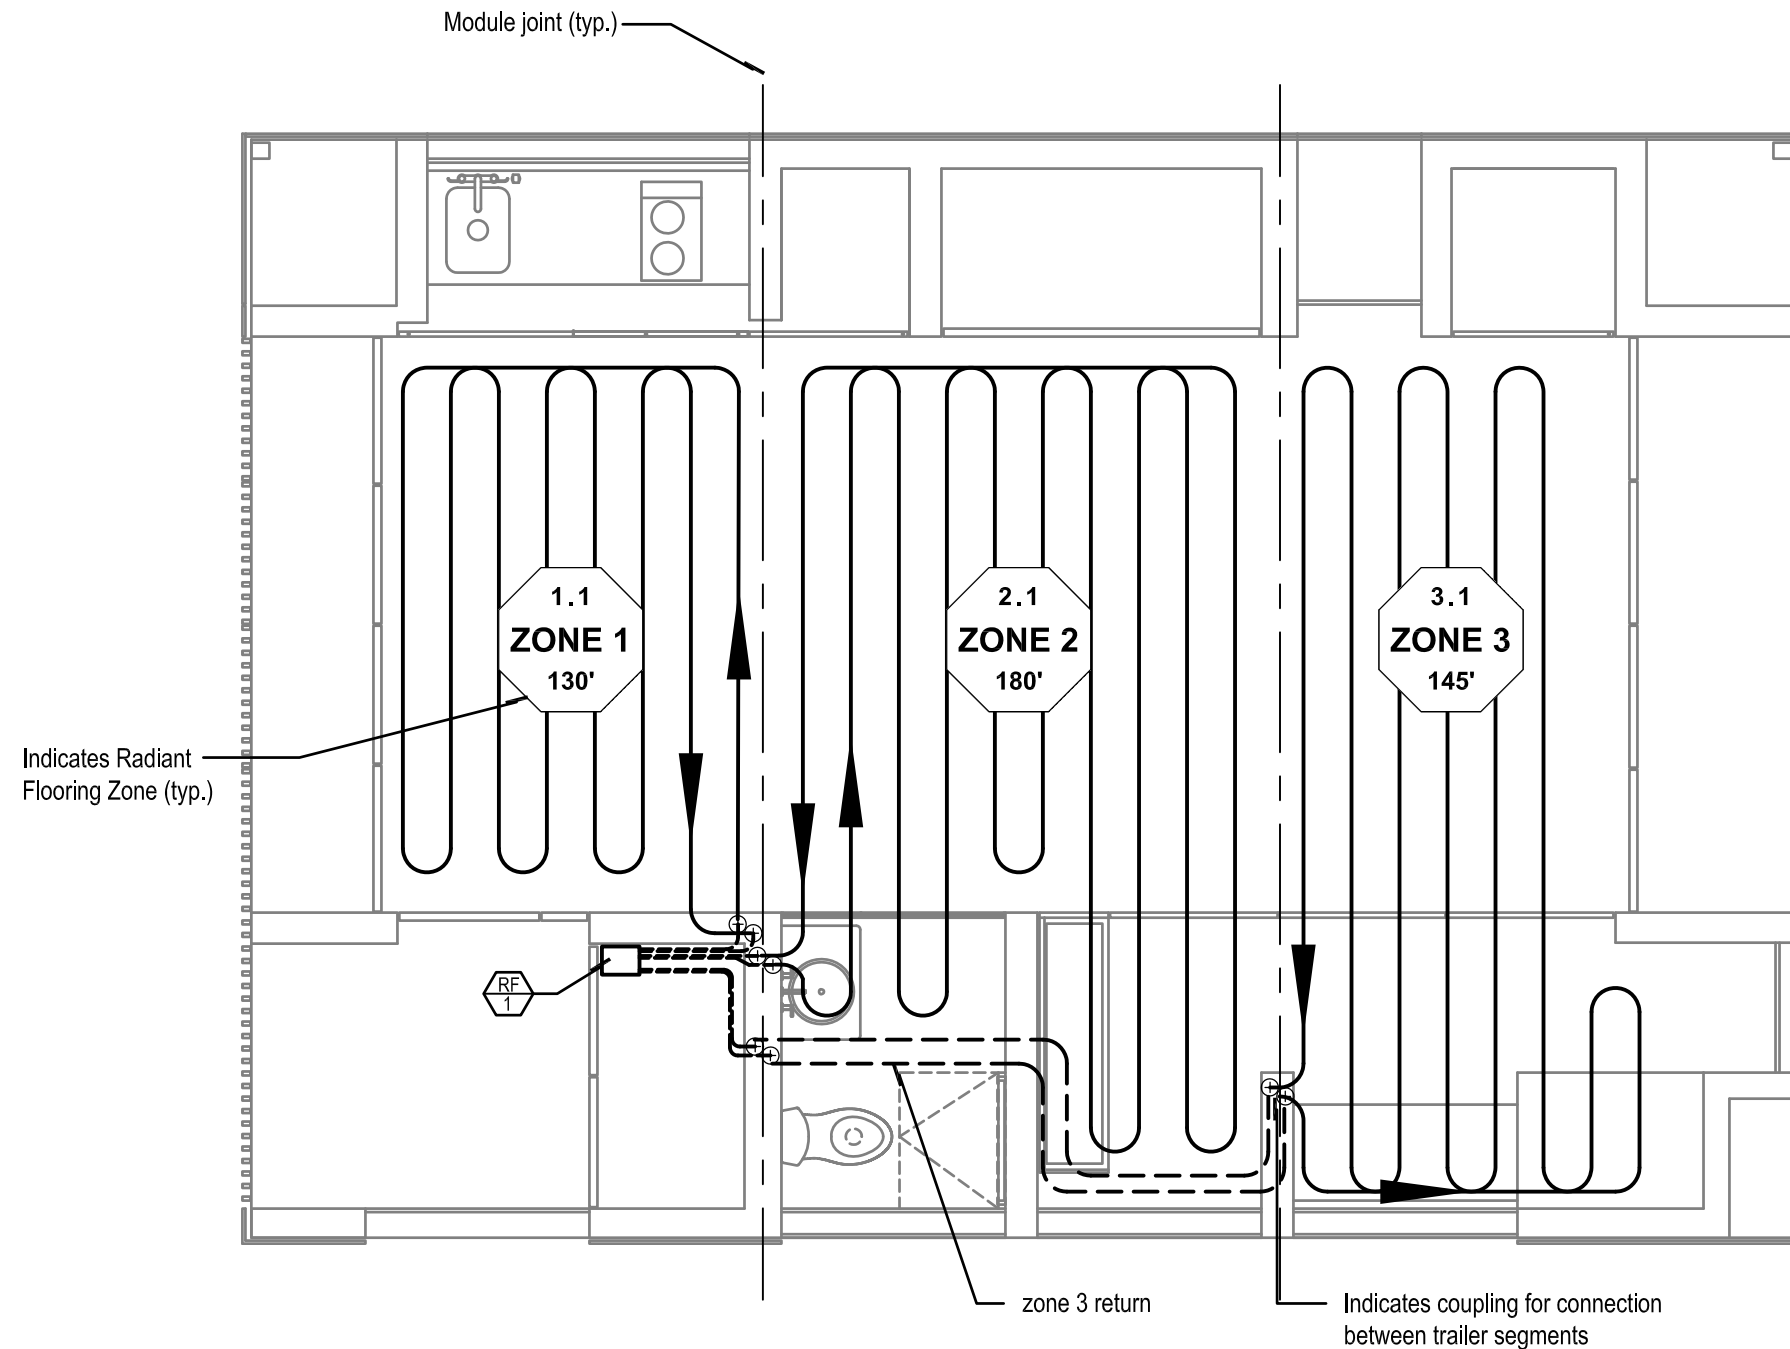 Module joint (typ.)
1.1
ZONE 1
130'
2.1
ZONE 2
180'
3.1
ZONE 3
145'
Indicates Radiant
Flooring Zone (typ.)
RF
1
zone 3 return
Indicates coupling for connection
between trailer segments